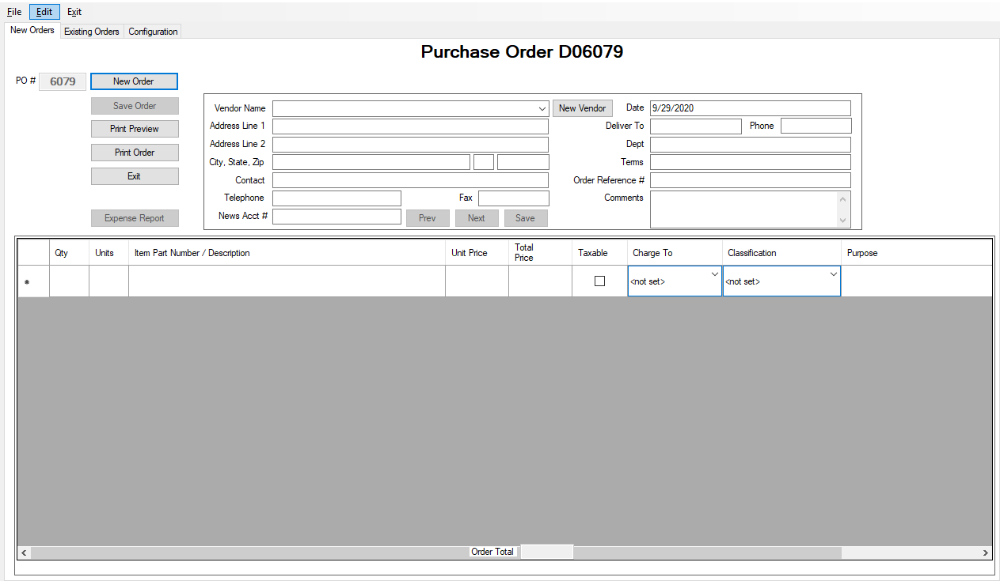 File Edit Exit
New Orders Existing Orders Configuration
Purchase Order D06079
PO # 6079 New Order
Save Order
Print Preview
Print Order
Exit
Expense Report
Vendor Name New Vendor Date 9/29/2020
Address Line 1 Deliver To Phone
Address Line 2 Dept
City, State, Zip Terms
Contact Order Reference #
Telephone Fax Comments
News Acct # Prev Next Save
Qty Units Item Part Number / Description Unit Price Total Price Taxable Charge To Classification Purpose
* <not set> <not set>
Order Total